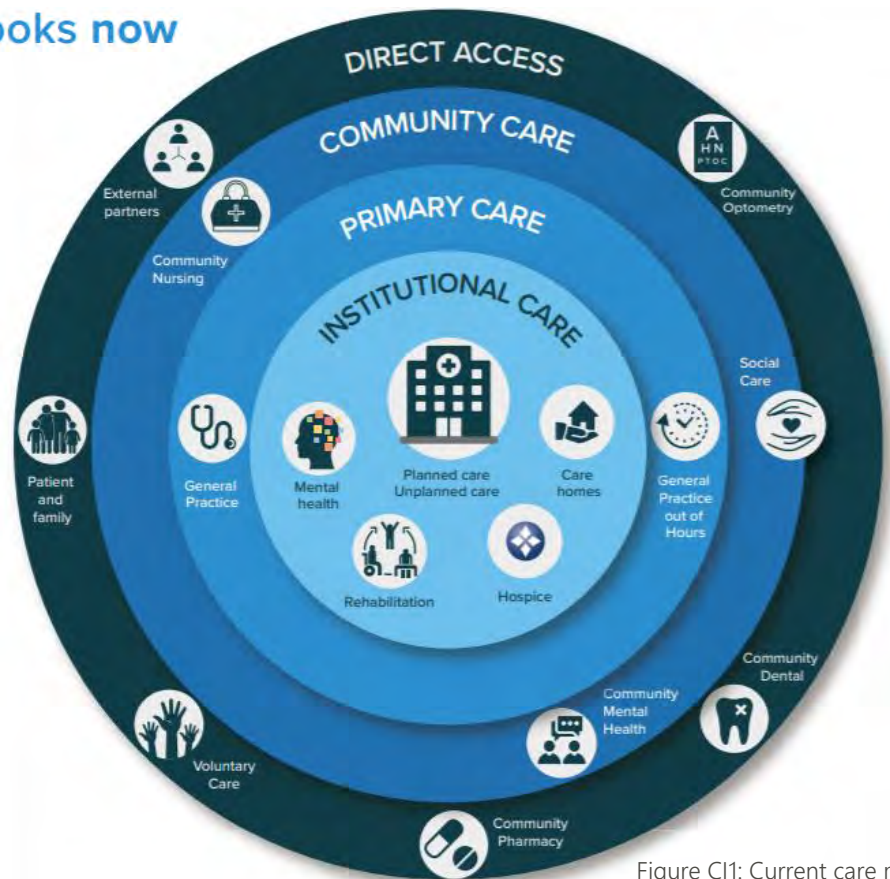 ooks now
DIRECT ACCESS
COMMUNITY CARE
PRIMARY CARE
INSTITUTIONAL CARE
External
partners
A
HN
PTOC
Community
Optometry
Community
Nursing
Social
Care
Patient
and
family
General
Practice
Mental
health
Planned care
Unplanned care
Care
homes
General
Practice
out of
Hours
Rehabilitation
Hospice
Community
Dental
Community
Mental
Health
Voluntary
Care
Community
Pharmacy
Figure CI1: Current care m